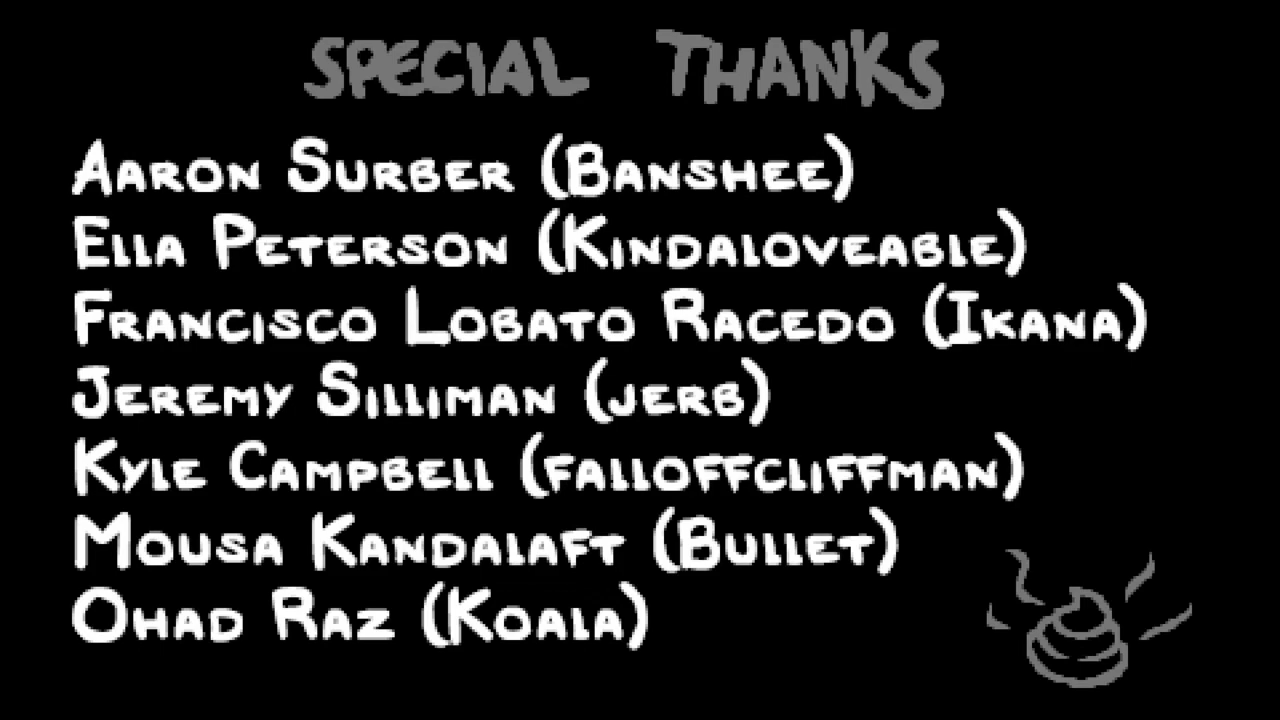 SPECIAL THANKS
Aaron Surber (Banshee)
Ella Peterson (Kindaloveable)
Francisco Lobato Racedo (Ikana)
Jeremy Silliman (jerb)
Kyle Campbell (falloffcliffman)
Mousa Kandalaft (Bullet)
Ohad Raz (Koala)